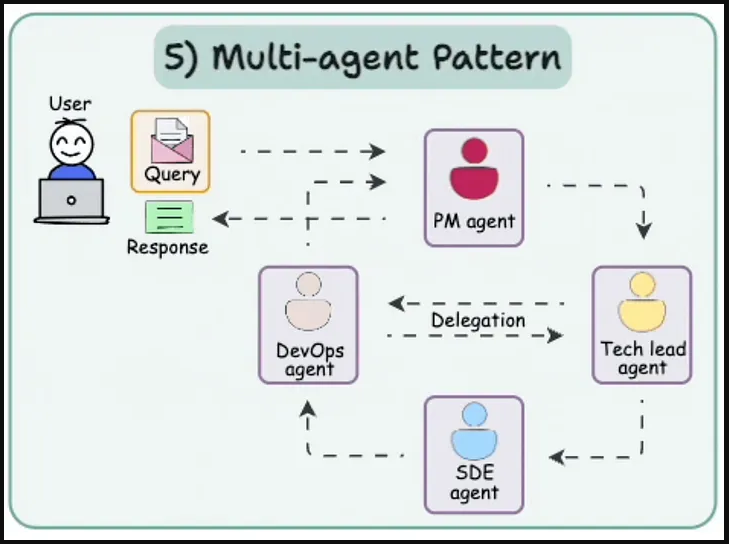 5) Multi-agent Pattern
User
Query
Response
PM agent
DevOps
agent
Delegation
Tech lead
agent
SDE
agent